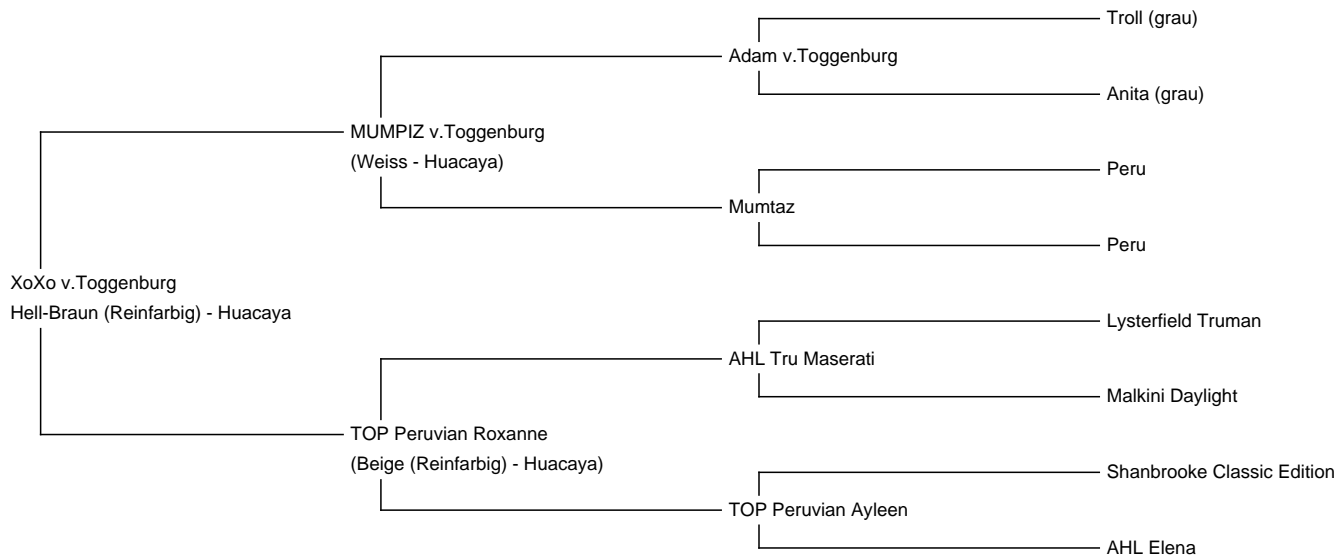 Troll (grau)
Adam v.Toggenburg
Anita (grau)
MUMPIZ v.Toggenburg
(Weiss - Huacaya)
Peru
Mumtaz
Peru
XoXo v.Toggenburg
Hell-Braun (Reinfarbig) - Huacaya
Lysterfield Truman
AHL Tru Maserati
Malkini Daylight
TOP Peruvian Roxanne
(Beige (Reinfarbig) - Huacaya)
Shanbrooke Classic Edition
TOP Peruvian Ayleen
AHL Elena